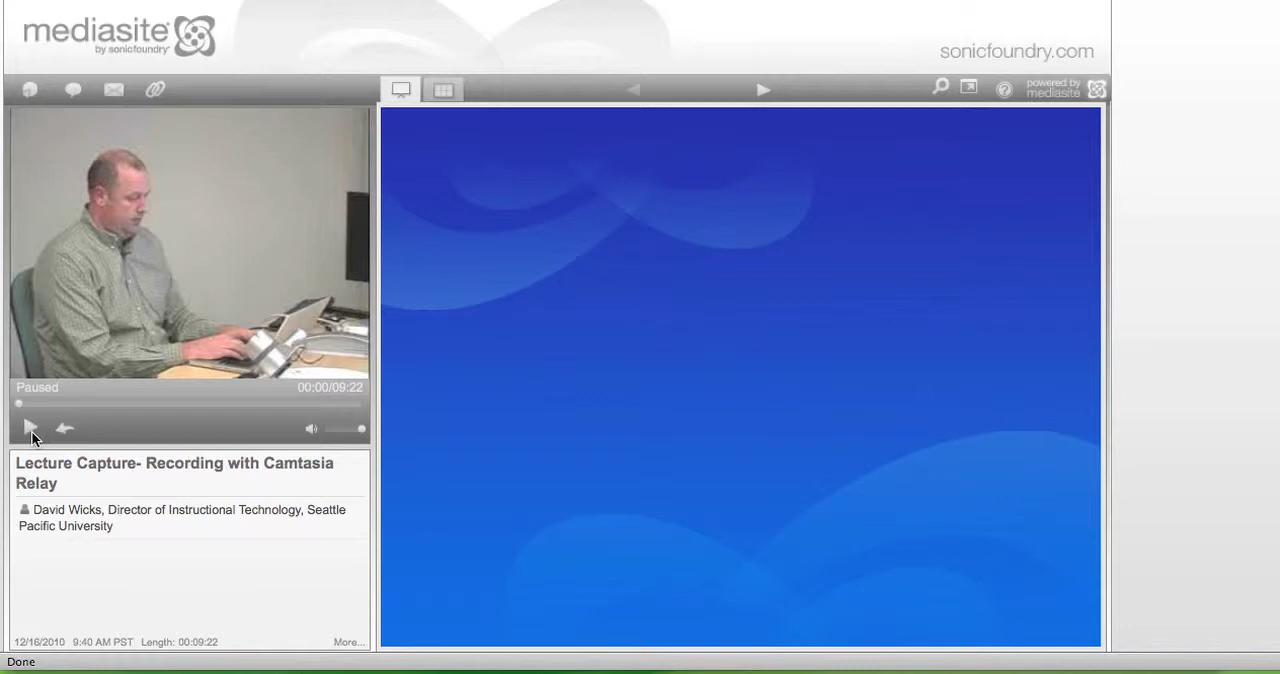 mediasite
by sonicfoundry
sonicfoundry.com
powered by
mediasite
Paused
00:00/09:22
Lecture Capture- Recording with Camtasia
Relay
David Wicks, Director of Instructional Technology, Seattle
Pacific University
12/16/2010 9:40 AM PST Length: 00:09:22 More...
Done